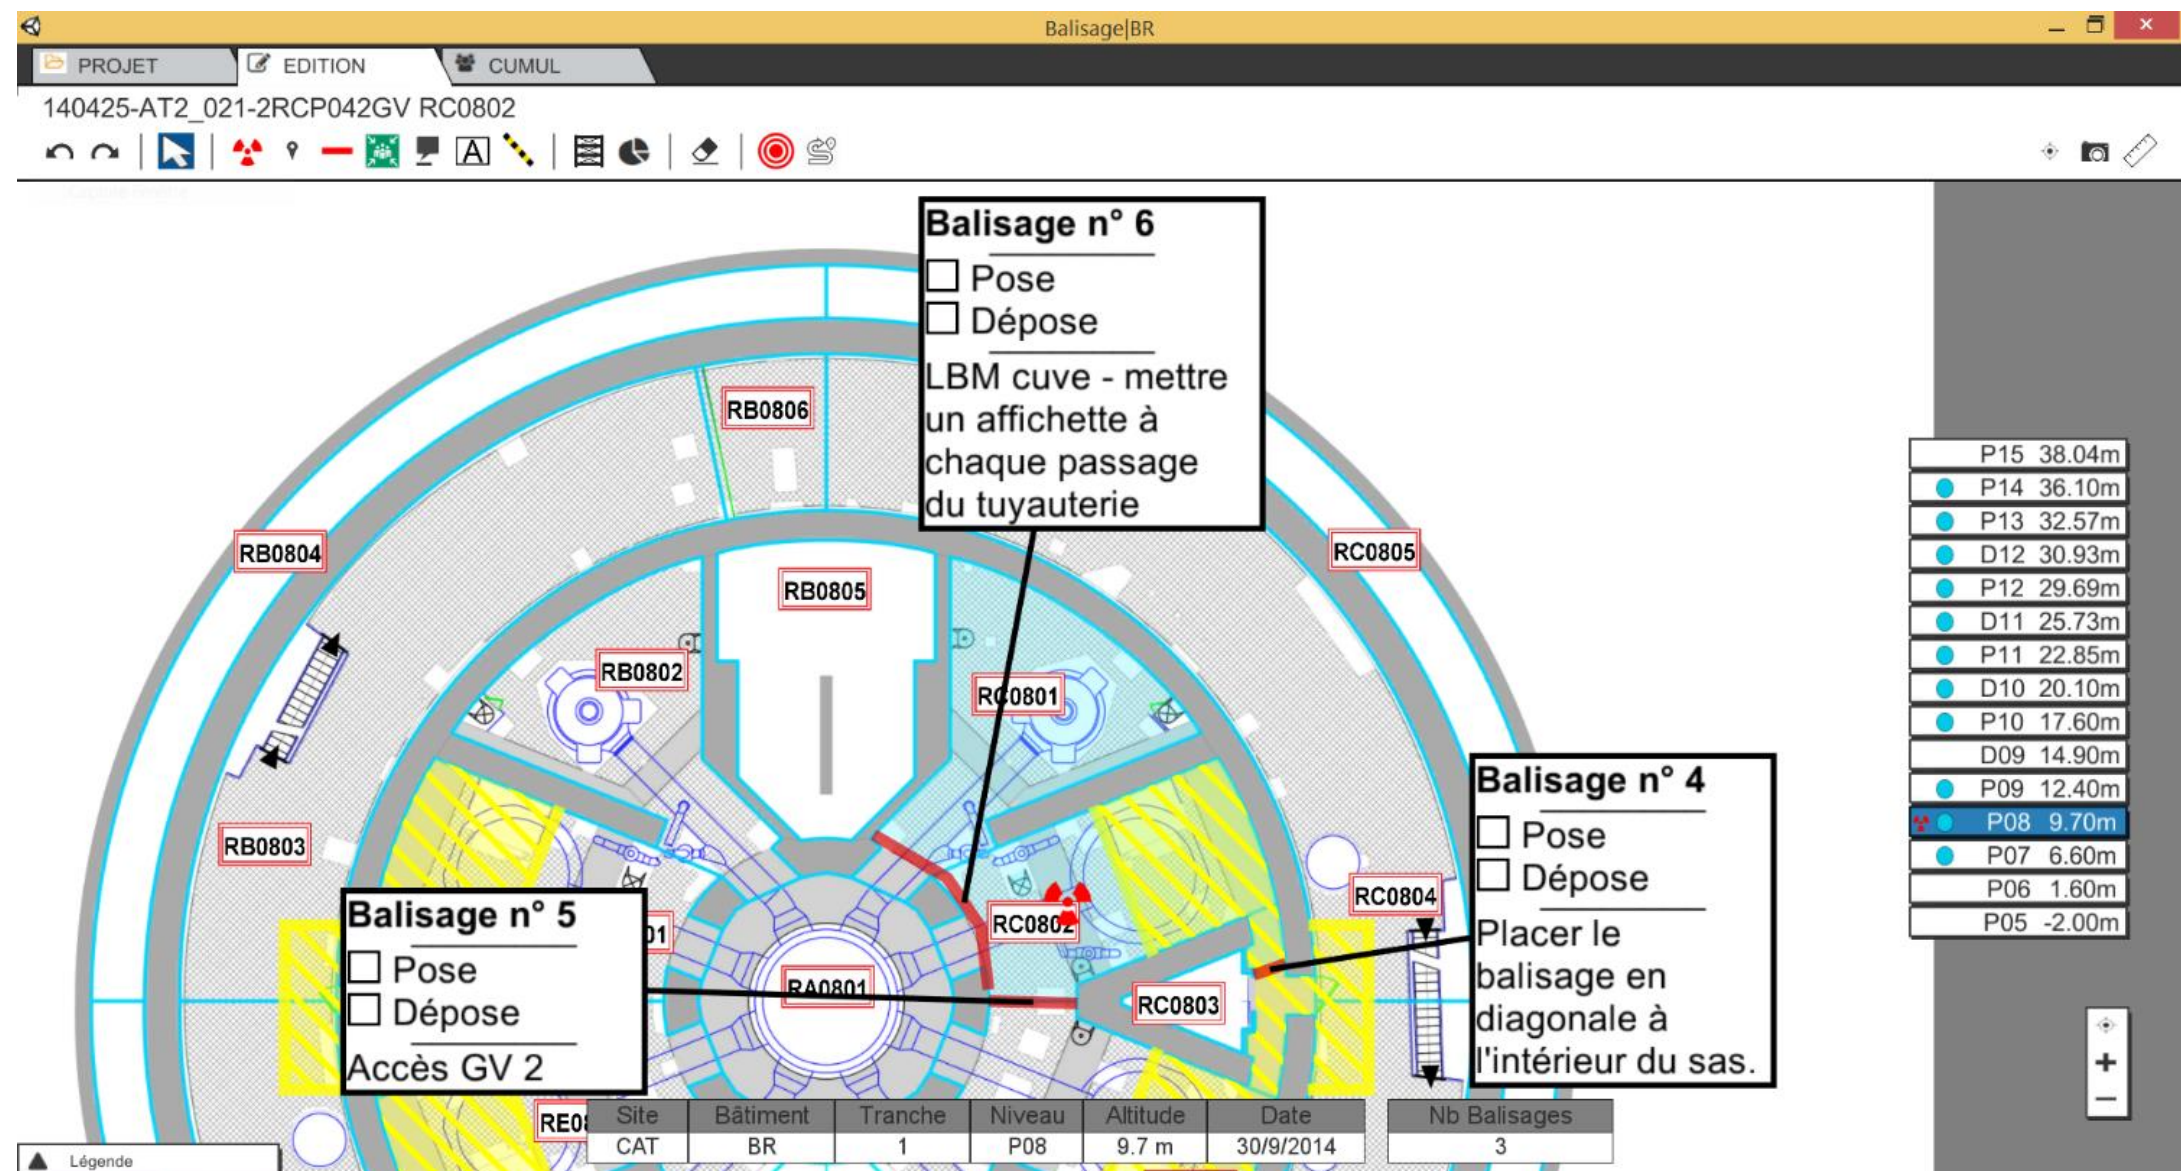 Balisage|BR
PROJET
EDITION
CUMUL
140425-AT2_021-2RCP042GV RC0802
A
Balisage n° 6
Pose
Dépose
LBM cuve - mettre
un affichette à
chaque passage
du tuyauterie
RB0806
RB0804
RC0805
RB0805
RB0802
RC0801
RB0803
Balisage n° 4
Pose
Dépose
Placer le
balisage en
diagonale à
l'intérieur du sas.
RC0804
RC0802
Balisage n° 5
Pose
Dépose
Accès GV 2
01
RA0801
RC0803
P15 38.04m
P14 36.10m
P13 32.57m
D12 30.93m
P12 29.69m
D11 25.73m
P11 22.85m
D10 20.10m
P10 17.60m
D09 14.90m
P09 12.40m
P08 9.70m
P07 6.60m
P06 1.60m
P05 -2.00m
Site Bâtiment Tranche Niveau Altitude Date Nb Balisages
CAT BR 1 P08 9.7 m 30/9/2014 3
Légende